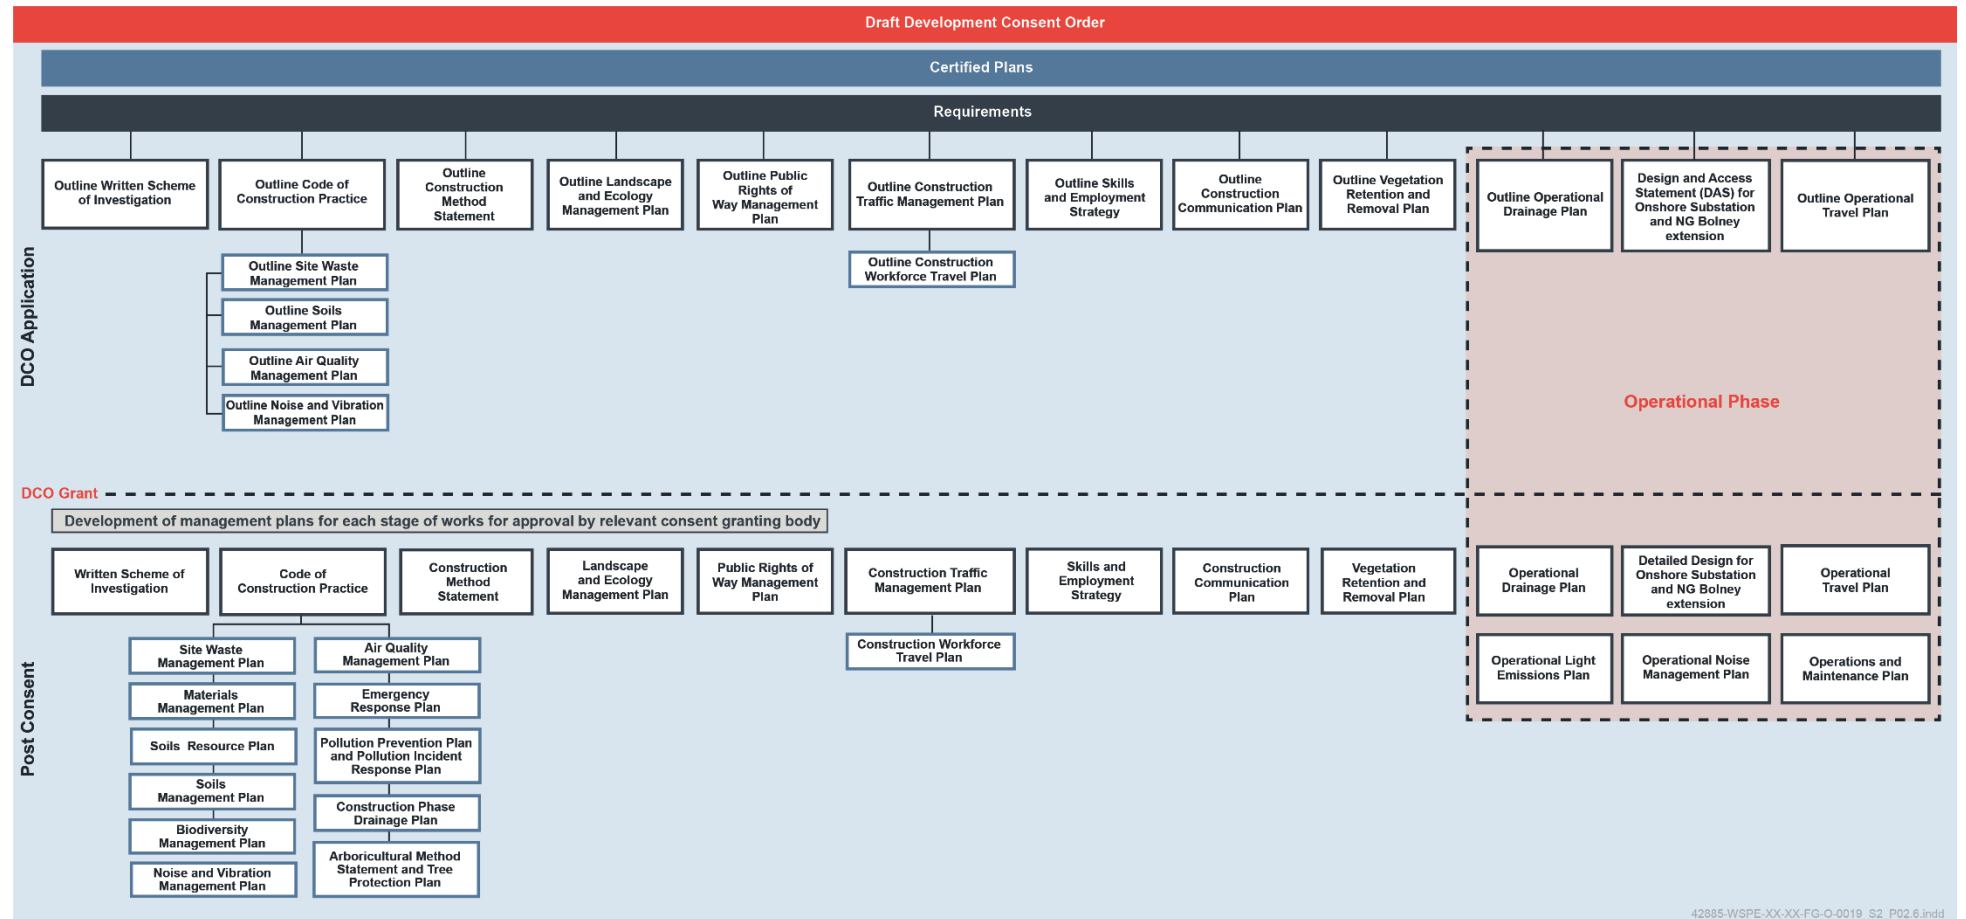 Draft Development Consent Order
Certified Plans
Requirements
DCO Application
Outline Written Scheme
of Investigation
Outline Code of
Construction Practice
Outline
Construction
Method
Statement
Outline Landscape
and Ecology
Management Plan
Outline Public
Rights of
Way Management
Plan
Outline Construction
Traffic Management Plan
Outline Skills
and Employment
Strategy
Outline
Construction
Communication Plan
Outline Vegetation
Retention and
Removal Plan
Outline Operational
Drainage Plan
Design and Access
Statement (DAS) for
Onshore Substation
and NG Bolney
extension
Outline Operational
Travel Plan
Outline Site Waste
Management Plan
Outline Soils
Management Plan
Outline Air Quality
Management Plan
Outline Noise and Vibration
Management Plan
Outline Construction
Workforce Travel Plan
Operational Phase
DCO Grant
Development of management plans for each stage of works for approval by relevant consent granting body
Post Consent
Written Scheme of
Investigation
Code of
Construction Practice
Construction
Method
Statement
Landscape
and Ecology
Management Plan
Public Rights of
Way Management
Plan
Construction Traffic
Management Plan
Skills and
Employment
Strategy
Construction
Communication
Plan
Vegetation
Retention and
Removal Plan
Operational
Drainage Plan
Detailed Design for
Onshore Substation
and NG Bolney
extension
Operational
Travel Plan
Site Waste
Management Plan
Materials
Management Plan
Soils Resource Plan
Soils
Management Plan
Biodiversity
Management Plan
Noise and Vibration
Management Plan
Air Quality
Management Plan
Emergency
Response Plan
Pollution Prevention Plan
and Pollution Incident
Response Plan
Construction Phase
Drainage Plan
Arboricultural Method
Statement and Tree
Protection Plan
Construction Workforce
Travel Plan
Operational Light
Emissions Plan
Operational Noise
Management Plan
Operations and
Maintenance Plan
42885-WSPE-XX-XX-FG-O-0019_S2_P02.6.indd